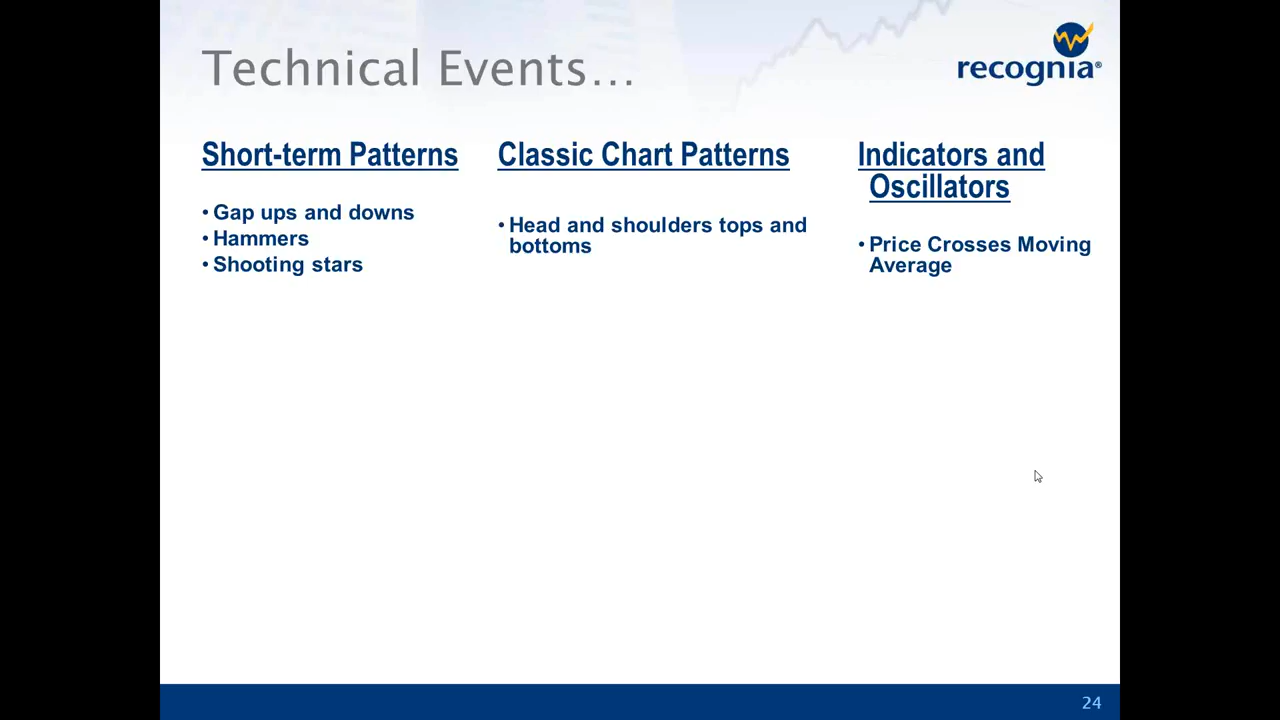 Technical Events...
recognia®
Short-term Patterns
• Gap ups and downs
• Hammers
• Shooting stars
Classic Chart Patterns
• Head and shoulders tops and
bottoms
Indicators and
Oscillators
• Price Crosses Moving
Average
24